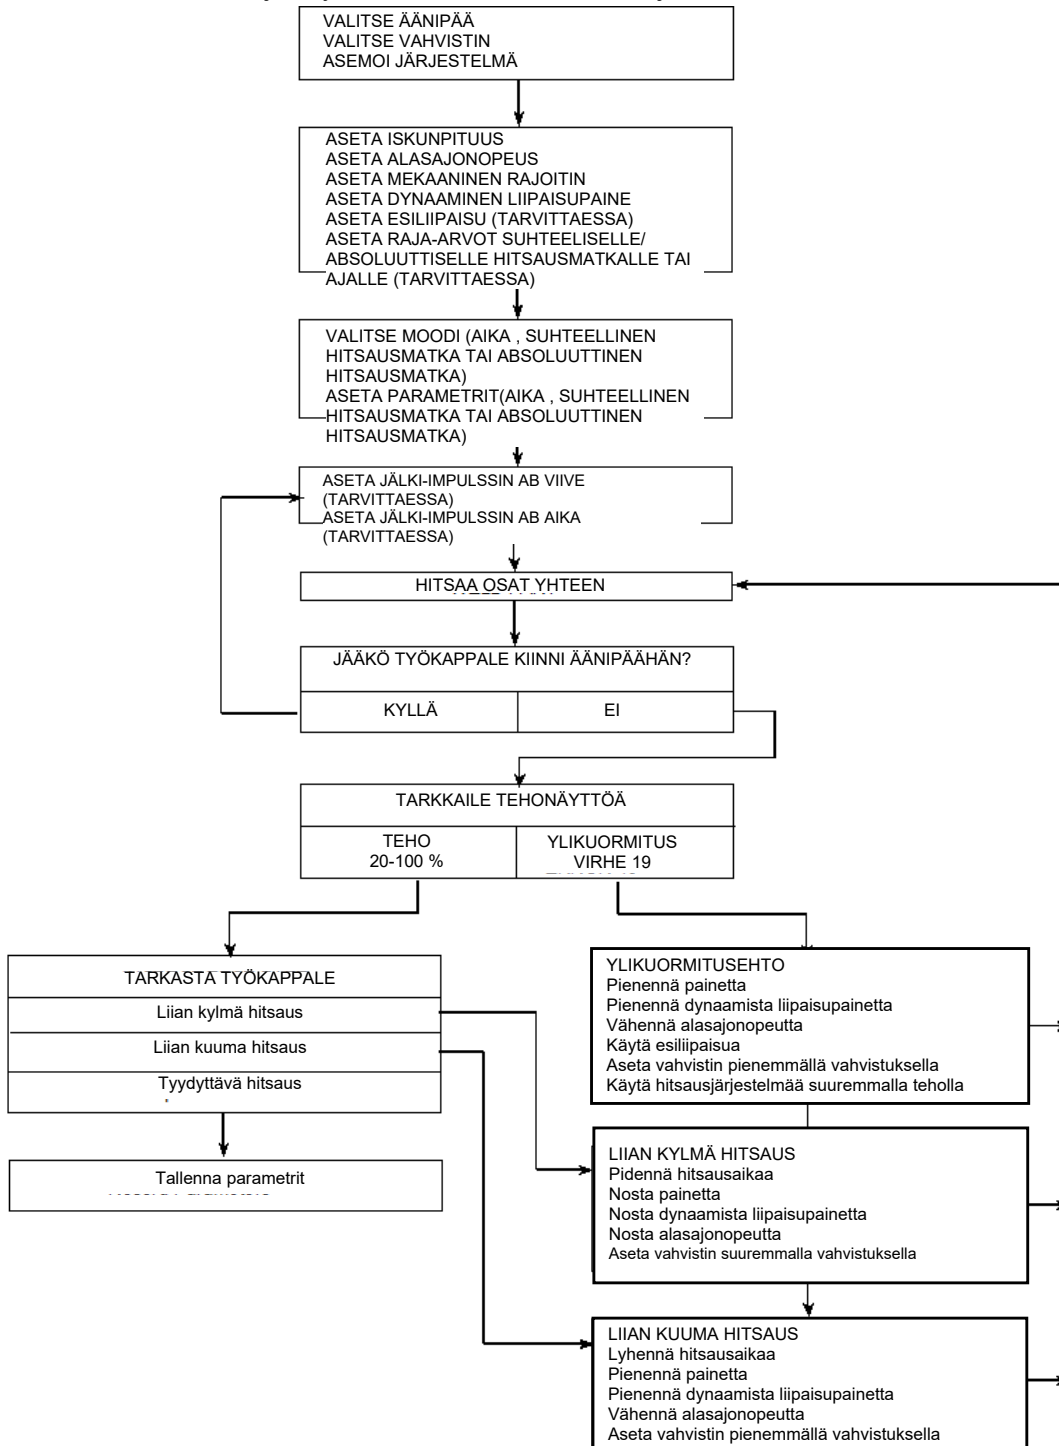 VALITSE ÄÄNIPÄÄ
VALITSE VAHVISTIN
ASEMOI JÄRJESTELMÄ
ASETA ISKUNPITUUS
ASETA ALASAJONOPEUS
ASETA MEKAANINEN RAJOITIN
ASETA DYNAAMINEN LIIPAISUPAINE
ASETA ESILIIPAISU (TARVITTAESSA)
ASETA RAJA-ARVOT SUHTEELISELLE/
ABSOLUUTTISELLE HITSAUSMATKALLE TAI
AJALLE (TARVITTAESSA)
VALITSE MOODI (AIKA , SUHTEELLINEN
HITSAUSMATKA TAI ABSOLUUTTINEN
HITSAUSMATKA)
ASETA PARAMETRIT(AIKA , SUHTEELLINEN
HITSAUSMATKA TAI ABSOLUUTTINEN
HITSAUSMATKA)
ASETA JÄLKI-IMPULSSIN AB VIIVE
(TARVITTAESSA)
ASETA JÄLKI-IMPULSSIN AB AIKA
(TARVITTAESSA)
HITSAA OSAT YHTEEN
JÄÄKÖ TYÖKAPPALE KIINNI ÄÄNIPÄÄHÄN?
KYLLÄ
EI
TARKKAILE TEHONÄYTTÖÄ
TEHO
20-100 %
YLIKUORMITUS
VIRHE 19
TARKASTA TYÖKAPPALE
Liian kylmä hitsaus
Liian kuuma hitsaus
Tyydyttävä hitsaus
Tallenna parametrit
YLIKUORMITUSEHTO
Pienennä painetta
Pienennä dynaamista liipaisupainetta
Vähennä alasajonopeutta
Käytä esiliipaisua
Aseta vahvistin pienemmällä vahvistuksella
Käytä hitsausjärjestelmää suuremmalla teholla
LIIAN KYLMÄ HITSAUS
Pidennä hitsausaikaa
Nosta painetta
Nosta dynaamista liipaisupainetta
Nosta alasajonopeutta
Aseta vahvistin suuremmalla vahvistuksella
LIIAN KUUMA HITSAUS
Lyhennä hitsausaikaa
Pienennä painetta
Pienennä dynaamista liipaisupainetta
Vähennä alasajonopeutta
Aseta vahvistin pienemmällä vahvistuksella